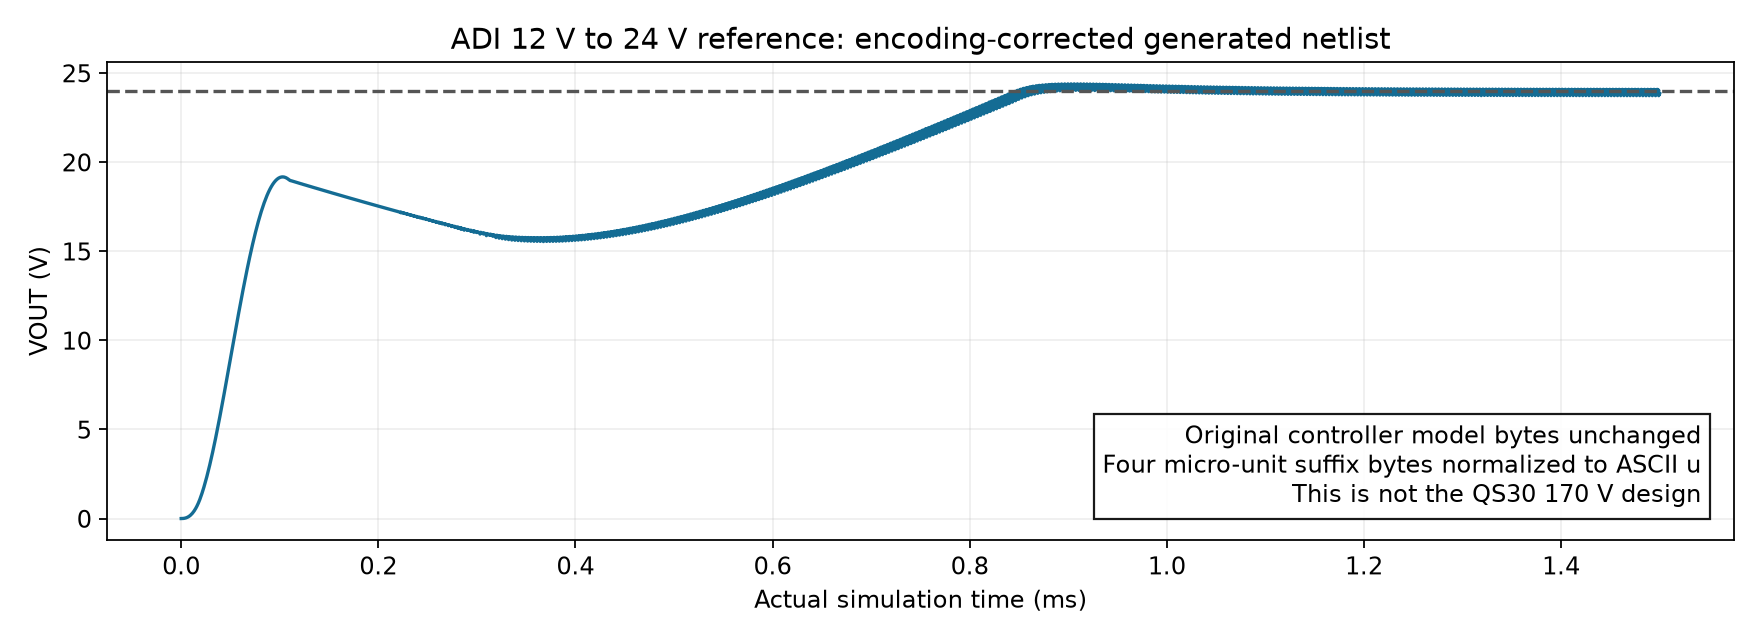 ADI 12 V to 24 V reference: encoding-corrected generated netlist
25
20
15
10
5
0
VOUT (V)
Original controller model bytes unchanged
Four micro-unit suffix bytes normalized to ASCII u
This is not the QS30 170 V design
0.0 0.2 0.4 0.6 0.8 1.0 1.2 1.4
Actual simulation time (ms)